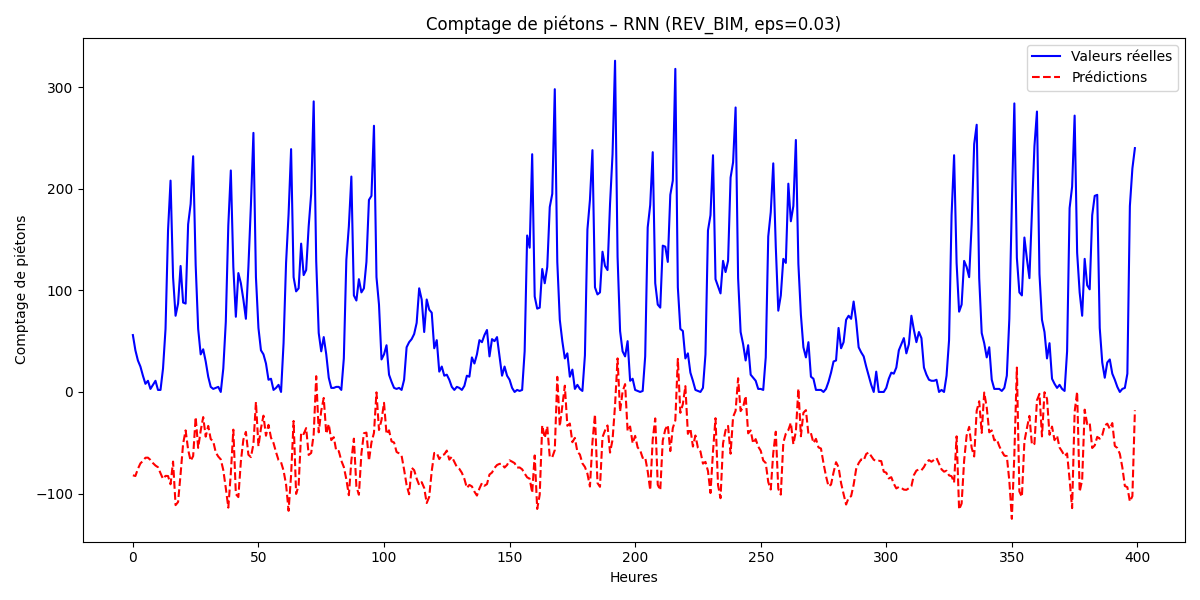 Comptage de piétons – RNN (REV_BIM, eps=0.03)
Valeurs réelles
Prédictions
Comptage de piétons
300
200
100
0
−100
0 50 100 150 200 250 300 350 400
Heures